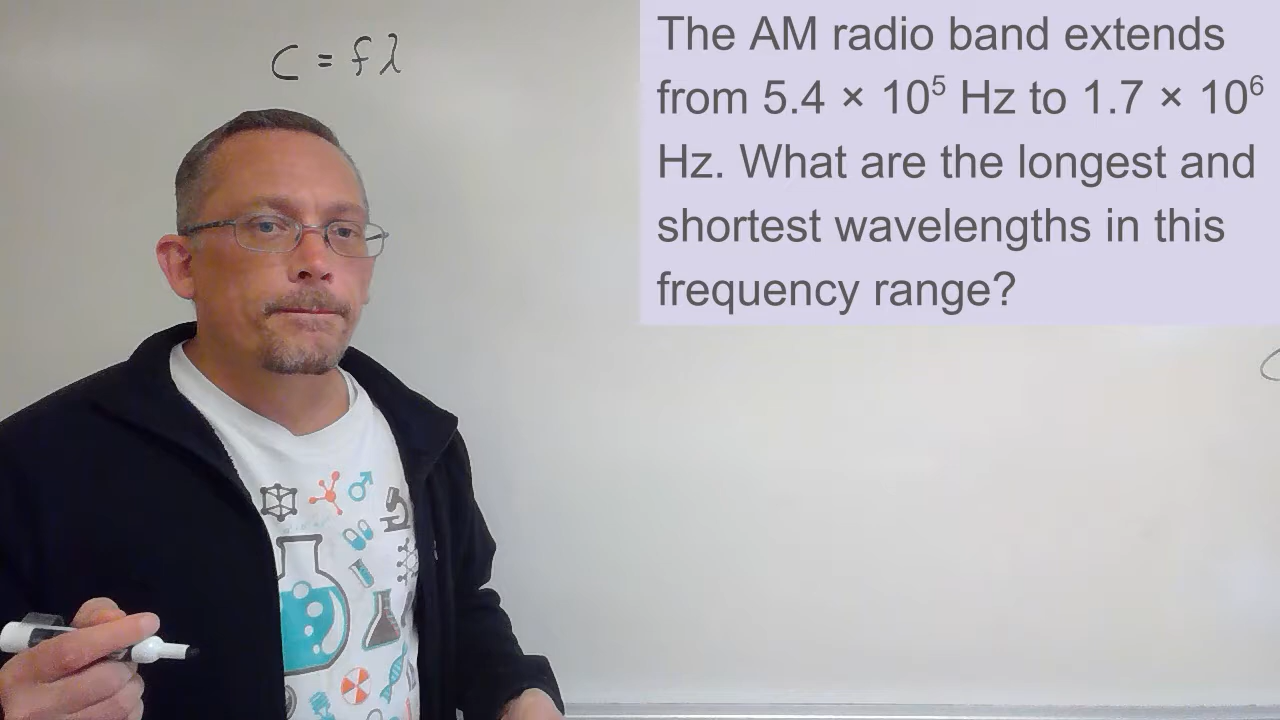 c = fλ
The AM radio band extends
from 5.4 × 10⁵ Hz to 1.7 × 10⁶
Hz. What are the longest and
shortest wavelengths in this
frequency range?